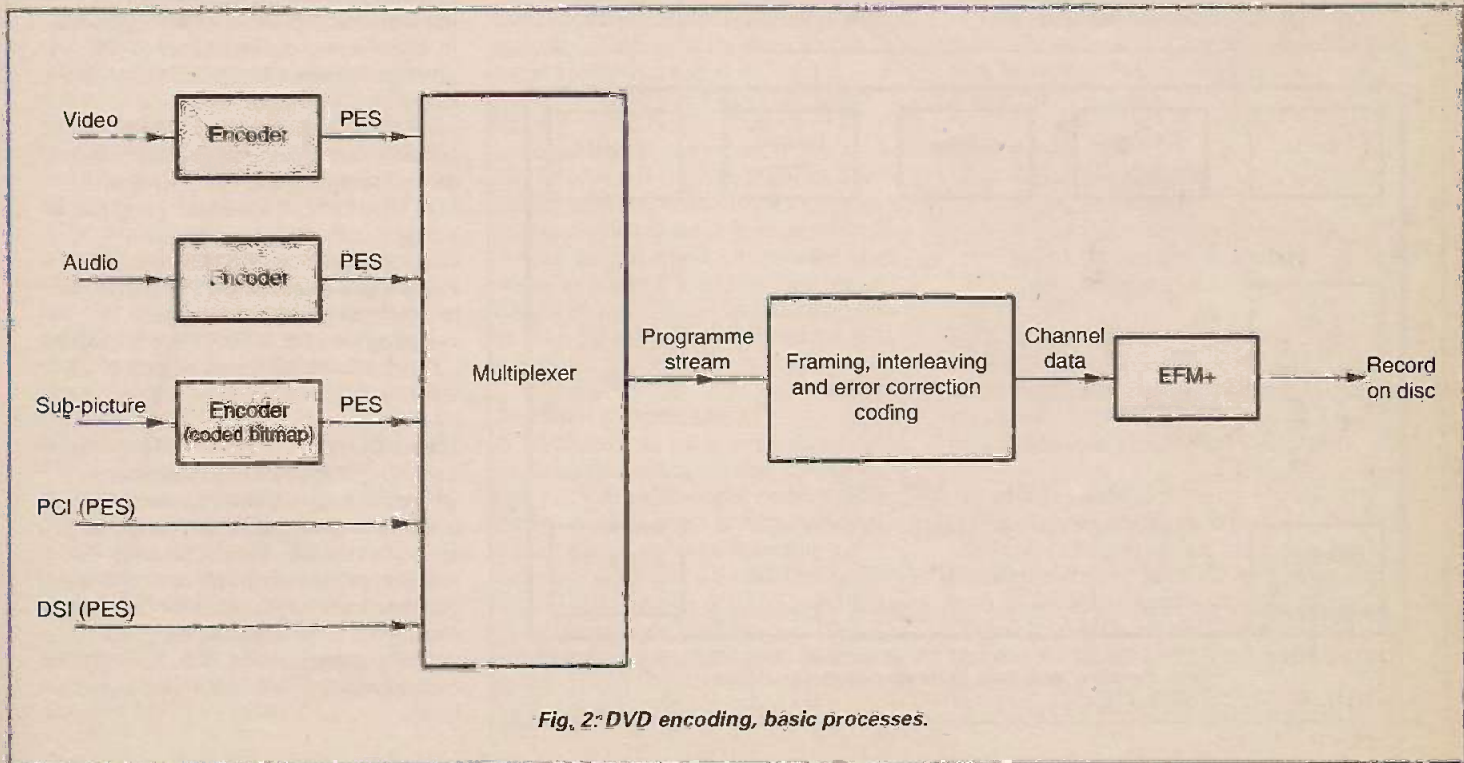 Video
Encoder
PES
Audio
Encoder
PES
Sub-picture
Encoder
(coded bitmap)
PES
PCI (PES)
DSI (PES)
Multiplexer
Programme
stream
Framing, interleaving
and error correction
coding
Channel
data
EFM+
Record
on disc
Fig. 2: DVD encoding, basic processes.